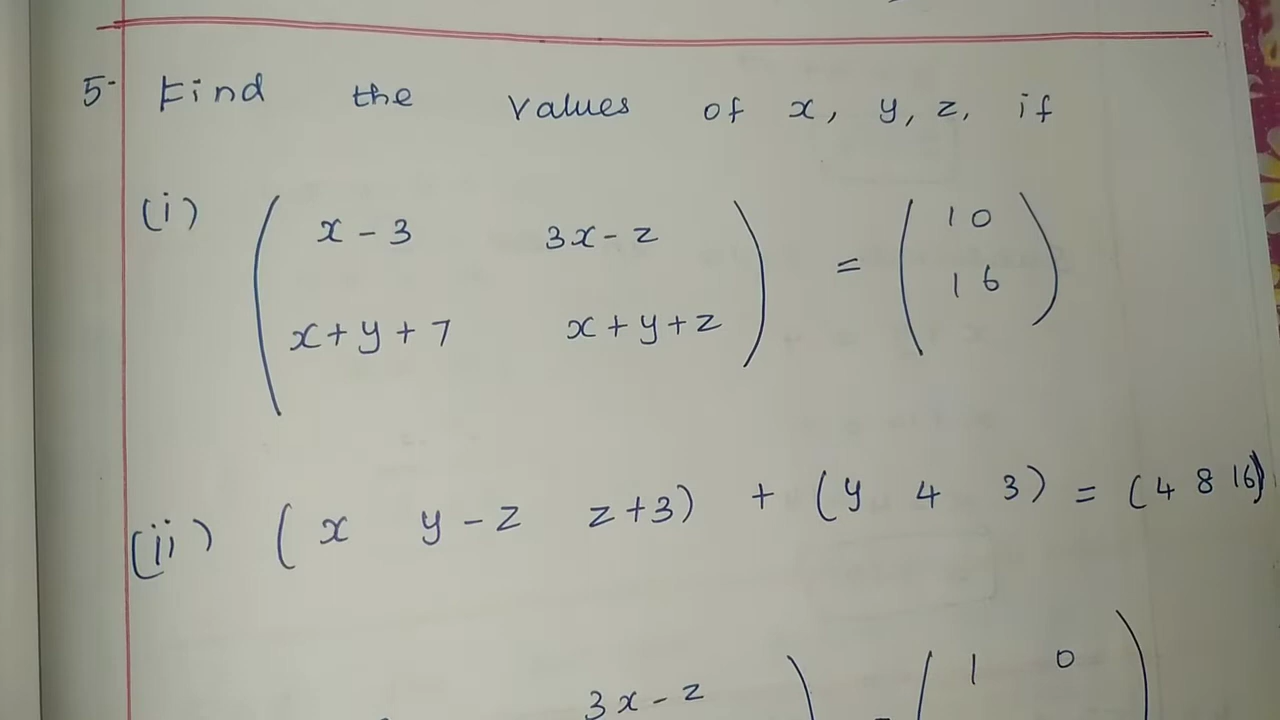 5. Find the values of x, y, z, if
(i) ( x - 3 3x - z ) = ( 1 0 )
( x + y + 7 x + y + z ) ( 1 6 )
(ii) ( x y - z z + 3 ) + ( y 4 3 ) = ( 4 8 16 )
3x - z ) = ( 1 0 )